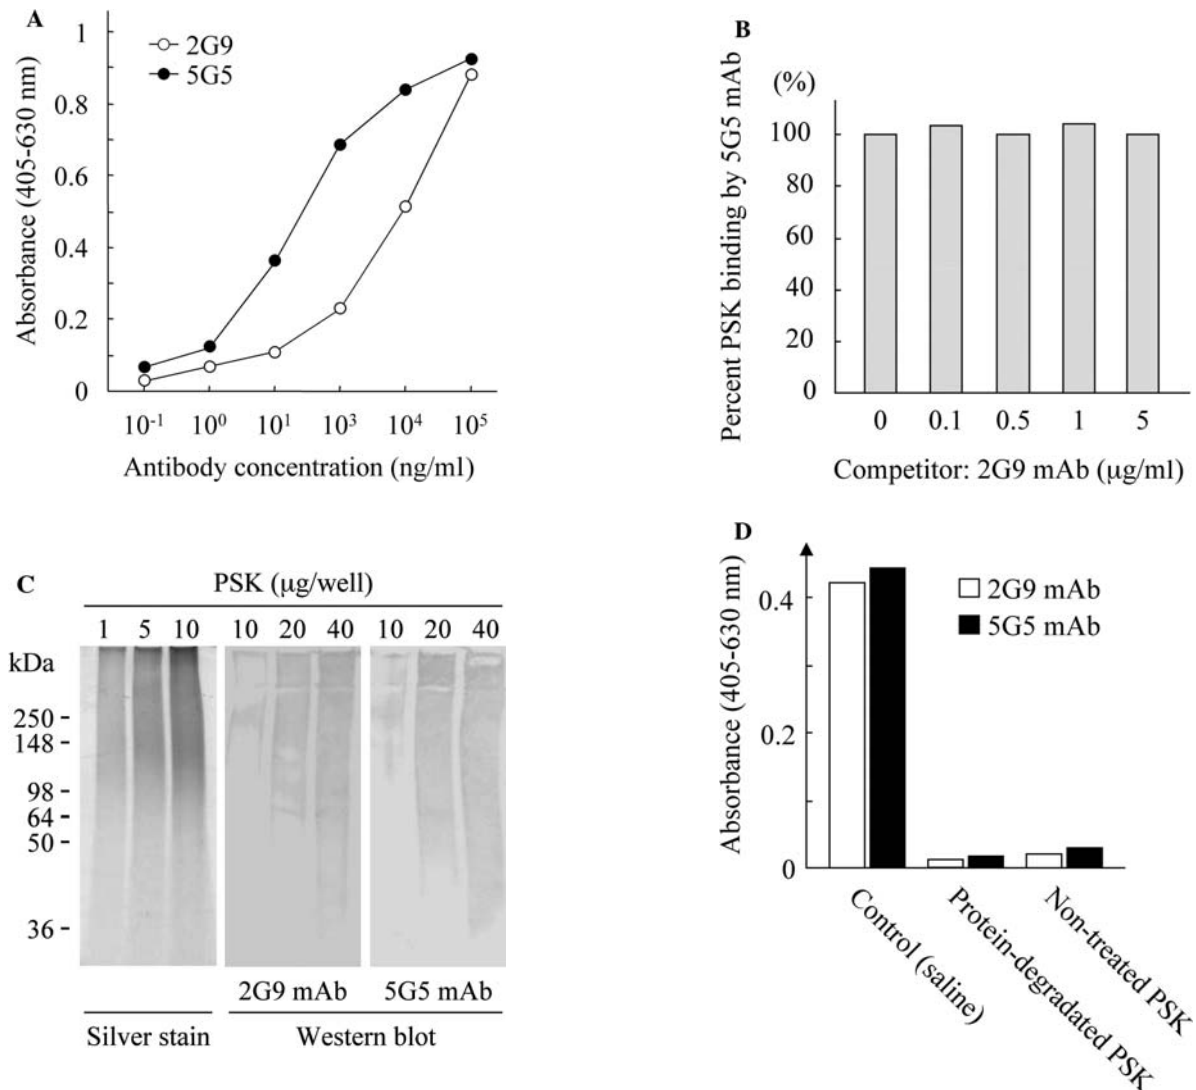 A
Absorbance (405-630 nm)
1
0.8
0.6
0.4
0.2
0
2G9
5G5
10⁻¹ 10⁰ 10¹ 10³ 10⁴ 10⁵
Antibody concentration (ng/ml)
B
Percent PSK binding by 5G5 mAb
(%)
100
80
60
40
20
0
0 0.1 0.5 1 5
Competitor: 2G9 mAb (μg/ml)
C
PSK (μg/well)
1 5 10 10 20 40 10 20 40
kDa
250 -
148 -
98 -
64 -
50 -
36 -
2G9 mAb 5G5 mAb
Silver stain Western blot
D
Absorbance (405-630 nm)
0.4
0.2
0
2G9 mAb
5G5 mAb
Control (saline)
Protein-degradated PSK
Non-treated PSK